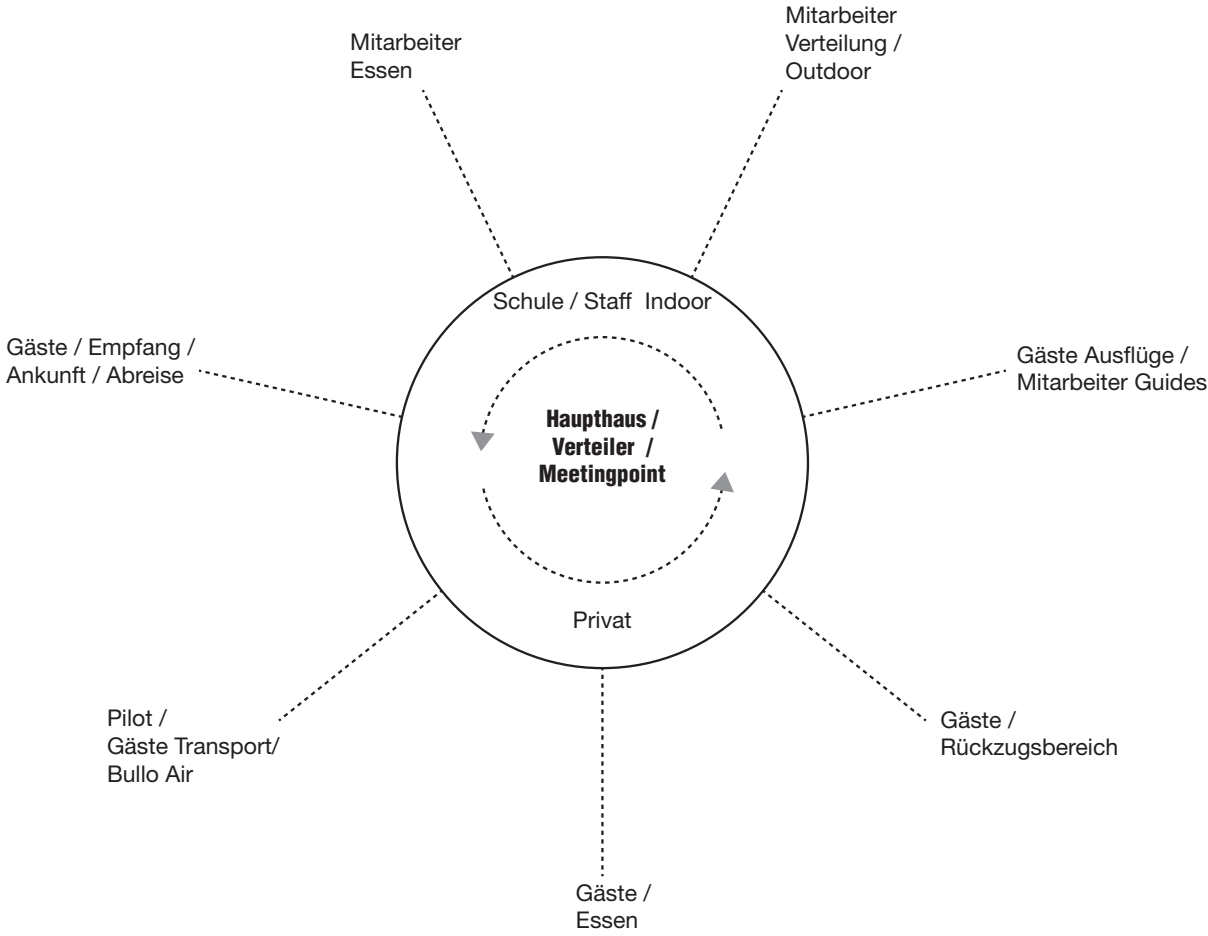 Mitarbeiter
Essen
Mitarbeiter
Verteilung /
Outdoor
Schule / Staff  Indoor
Gäste / Empfang /
Ankunft / Abreise
Gäste Ausflüge /
Mitarbeiter Guides
Haupthaus /
Verteiler  /
Meetingpoint
Privat
Pilot /
Gäste Transport/
Bullo Air
Gäste /
Rückzugsbereich
Gäste /
Essen